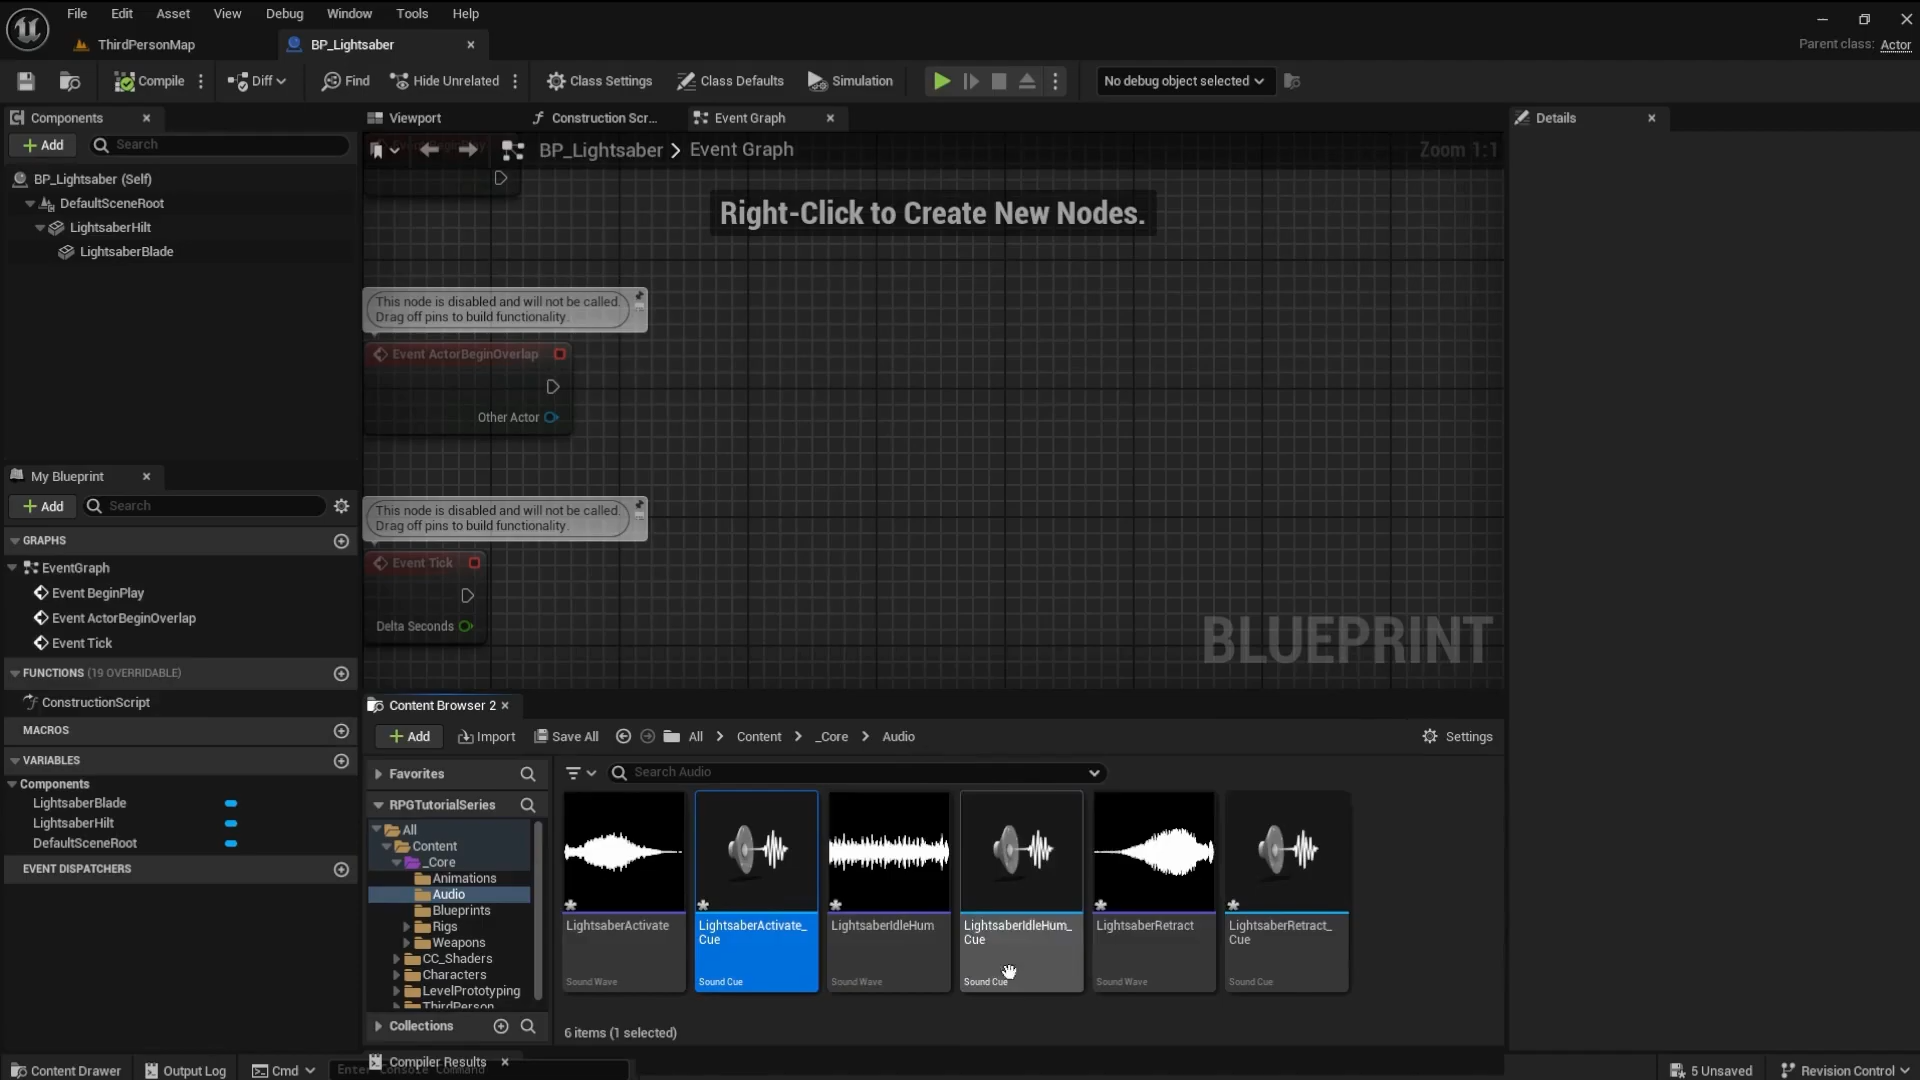 File Edit Asset View Debug Window Tools Help
ThirdPersonMap
BP_Lightsaber
Parent class: Actor
Compile
Diff
Find
Hide Unrelated
Class Settings
Class Defaults
Simulation
No debug object selected
Components
Add
Search
BP_Lightsaber (Self)
DefaultSceneRoot
LightsaberHilt
LightsaberBlade
My Blueprint
Add
Search
GRAPHS
EventGraph
Event BeginPlay
Event ActorBeginOverlap
Event Tick
FUNCTIONS (19 OVERRIDABLE)
ConstructionScript
MACROS
VARIABLES
Components
LightsaberBlade
LightsaberHilt
DefaultSceneRoot
EVENT DISPATCHERS
Viewport
Construction Scr...
Event Graph
BP_Lightsaber > Event Graph
Zoom 1:1
Right-Click to Create New Nodes.
This node is disabled and will not be called.
Drag off pins to build functionality.
Event ActorBeginOverlap
Other Actor
This node is disabled and will not be called.
Drag off pins to build functionality.
Event Tick
Delta Seconds
BLUEPRINT
Content Browser 2
Add
Import
Save All
All > Content > _Core > Audio
Settings
Favorites
RPGTutorialSeries
All
Content
_Core
Animations
Audio
Blueprints
Rigs
Weapons
CC_Shaders
Characters
LevelPrototyping
ThirdPerson
Collections
Search Audio
LightsaberActivate
Sound Wave
LightsaberActivate_
Cue
Sound Cue
LightsaberIdleHum
Sound Wave
LightsaberIdleHum_
Cue
Sound Cue
LightsaberRetract
Sound Wave
LightsaberRetract_
Cue
Sound Cue
6 items (1 selected)
Compiler Results
Details
Content Drawer
Output Log
Cmd
Enter Console Command
5 Unsaved
Revision Control